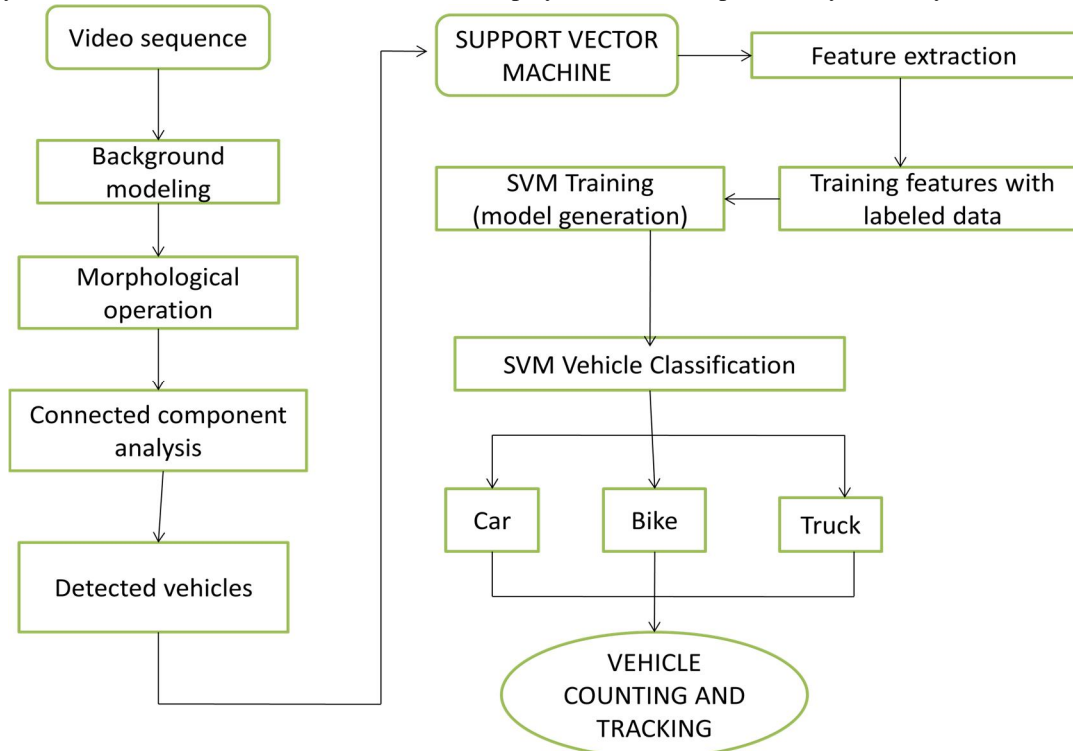 Video sequence
Background
modeling
Morphological
operation
Connected component
analysis
Detected vehicles
SUPPORT VECTOR
MACHINE
Feature extraction
Training features with
labeled data
SVM Training
(model generation)
SVM Vehicle Classification
Car
Bike
Truck
VEHICLE
COUNTING AND
TRACKING